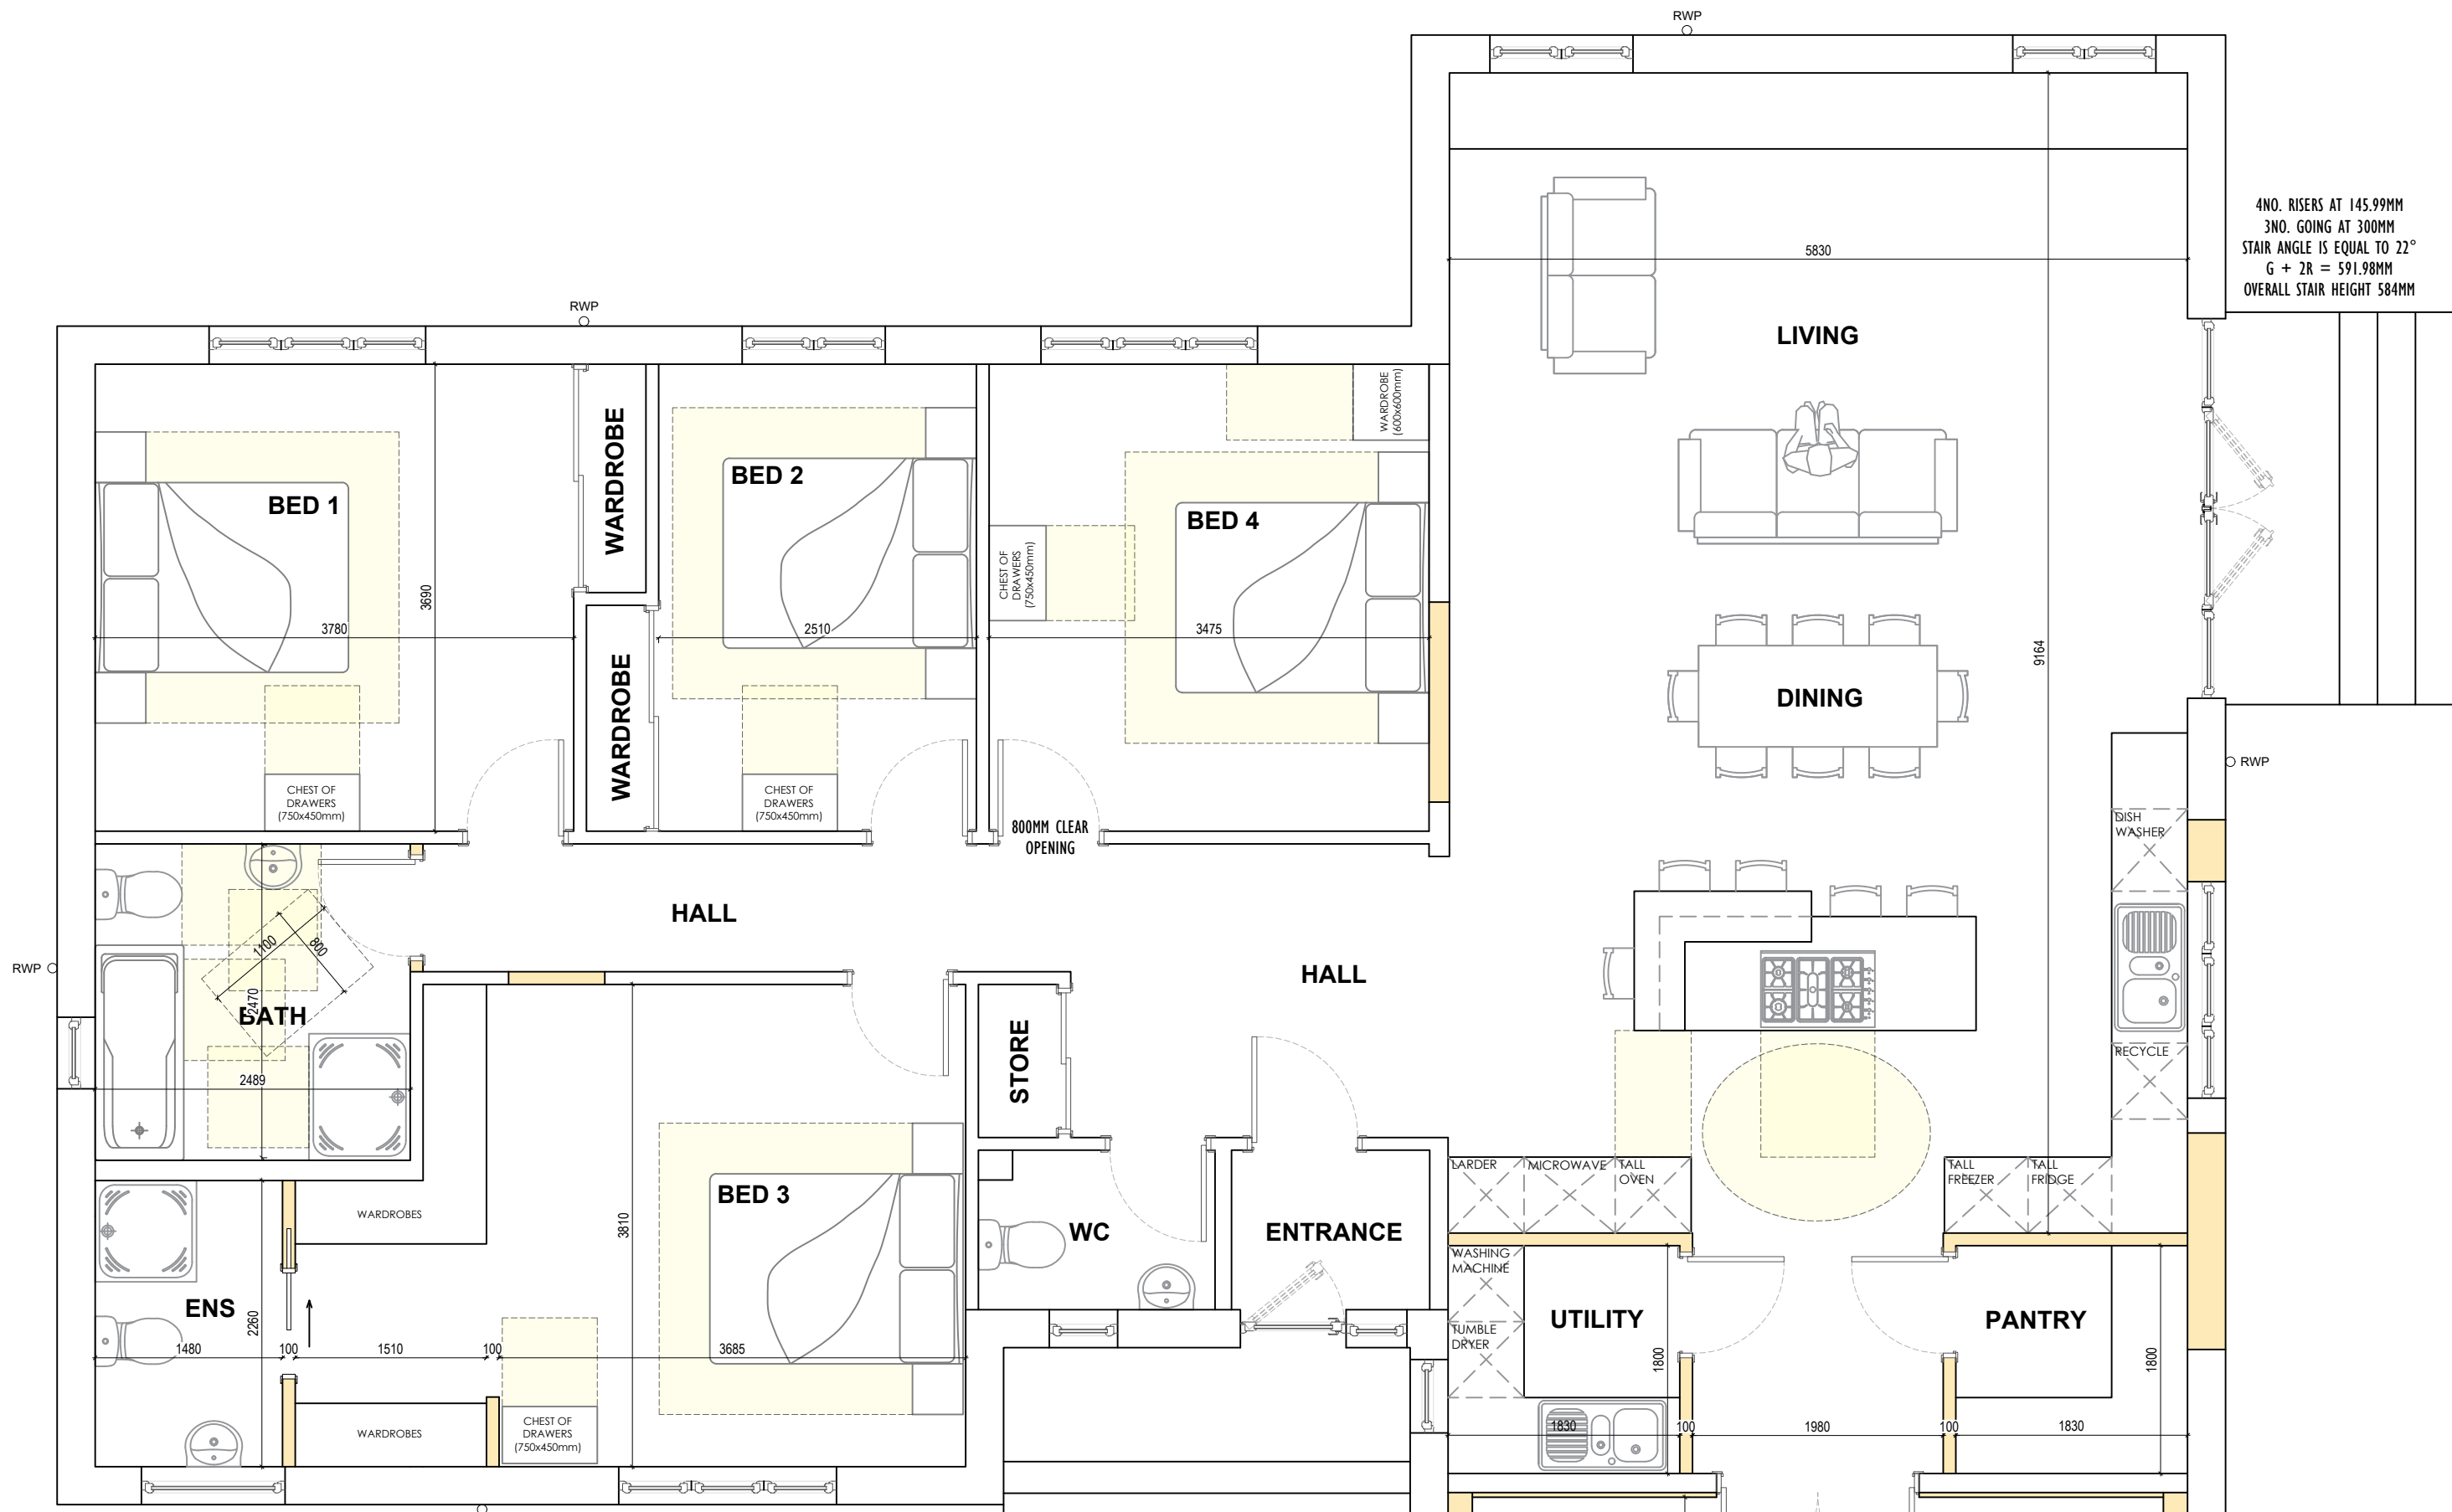 RWP
4NO. RISERS AT 145.99MM
3NO. GOING AT 300MM
STAIR ANGLE IS EQUAL TO 22°
G + 2R = 591.98MM
OVERALL STAIR HEIGHT 584MM
5830
RWP
LIVING
WARDROBE
(600x600mm)
WARDROBE
BED 1
BED 2
BED 4
CHEST OF
DRAWERS
(750x450mm)
3690
3780
2510
3475
9164
WARDROBE
DINING
RWP
CHEST OF
DRAWERS
(750x450mm)
CHEST OF
DRAWERS
(750x450mm)
800MM CLEAR
OPENING
DISH
WASHER
HALL
1100
800
RWP
HALL
2470
BATH
STORE
RECYCLE
2489
LARDER
MICROWAVE
TALL
OVEN
TALL
FREEZER
TALL
FRIDGE
BED 3
WARDROBES
3810
WC
ENTRANCE
WASHING
MACHINE
ENS
2260
UTILITY
PANTRY
TUMBLE
DRYER
1480
100
1510
100
3685
1800
1800
CHEST OF
DRAWERS
(750x450mm)
WARDROBES
1830
100
1980
100
1830